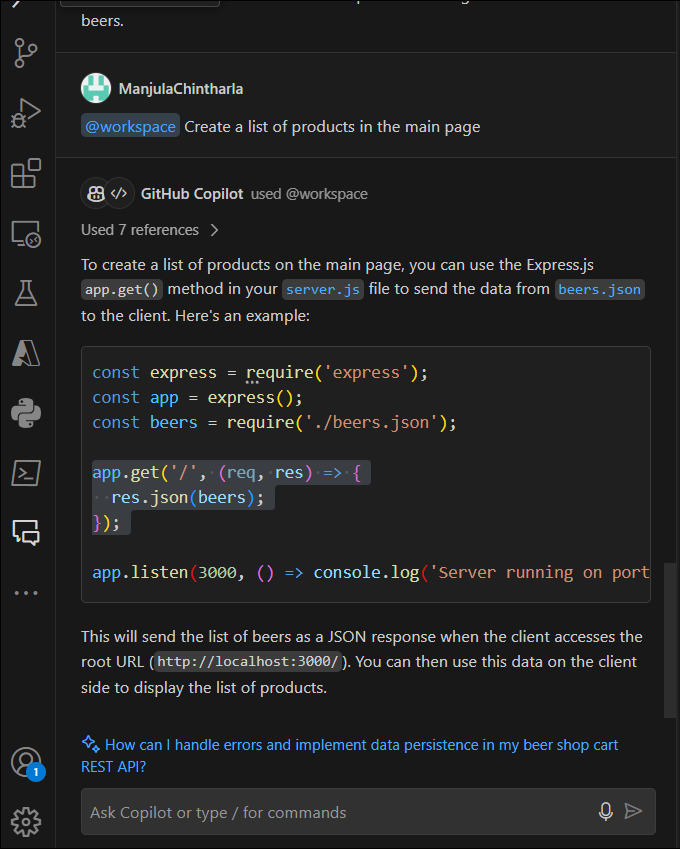 beers.
ManjulaChintharla
@workspace Create a list of products in the main page
GitHub Copilot used @workspace
Used 7 references
To create a list of products on the main page, you can use the Express.js
app.get() method in your server.js file to send the data from beers.json
to the client. Here's an example:
const express = require('express');
const app = express();
const beers = require('./beers.json');
app.get('/', (req, res) => {
  res.json(beers);
});
app.listen(3000, () => console.log('Server running on port
This will send the list of beers as a JSON response when the client accesses the
root URL (http://localhost:3000/). You can then use this data on the client
side to display the list of products.
How can I handle errors and implement data persistence in my beer shop cart
REST API?
1
Ask Copilot or type / for commands